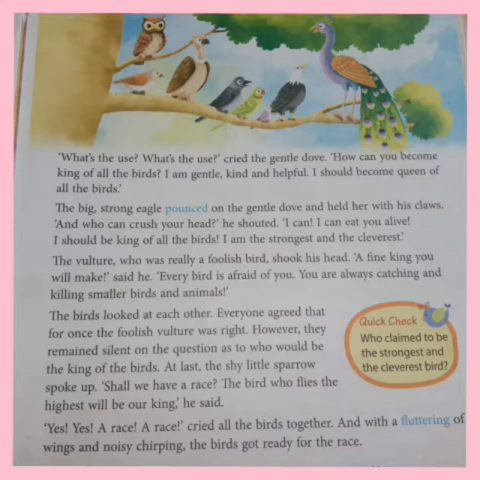 'What's the use? What's the use?' cried the gentle dove. 'How can you become
king of all the birds? I am gentle, kind and helpful. I should become queen of
all the birds.'
The big, strong eagle pounced on the gentle dove and held her with his claws.
'And who can crush your head?' he shouted. 'I can! I can eat you alive!
I should be king of all the birds! I am the strongest and the cleverest.'
The vulture, who was really a foolish bird, shook his head. 'A fine king you
will make!' said he. 'Every bird is afraid of you. You are always catching and
killing smaller birds and animals!'
The birds looked at each other. Everyone agreed that
for once the foolish vulture was right. However, they
remained silent on the question as to who would be
the king of the birds. At last, the shy little sparrow
spoke up. 'Shall we have a race? The bird who flies the
highest will be our king,' he said.
'Yes! Yes! A race! A race!' cried all the birds together. And with a fluttering of
wings and noisy chirping, the birds got ready for the race.
Quick Check
Who claimed to be
the strongest and
the cleverest bird?